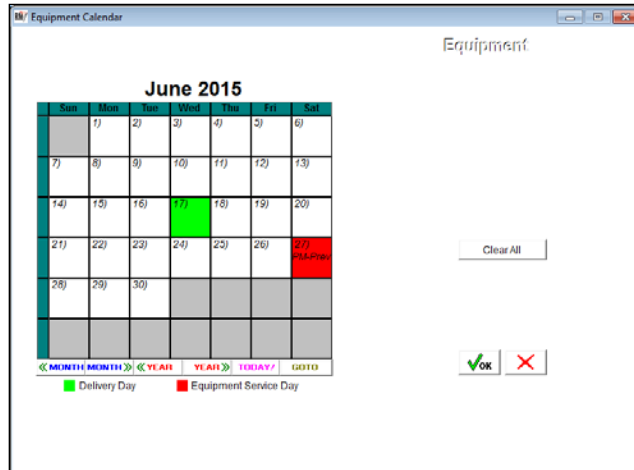 Equipment Calendar
Equipment
June 2015
Sun Mon Tue Wed Thu Fri Sat
1) 2) 3) 4) 5) 6)
7) 8) 9) 10) 11) 12) 13)
14) 15) 16) 17) 18) 19) 20)
21) 22) 23) 24) 25) 26) 27)
PM-Prev
Clear All
28) 29) 30)
« MONTH MONTH » « YEAR YEAR » TODAY! GOTO
OK
Delivery Day Equipment Service Day